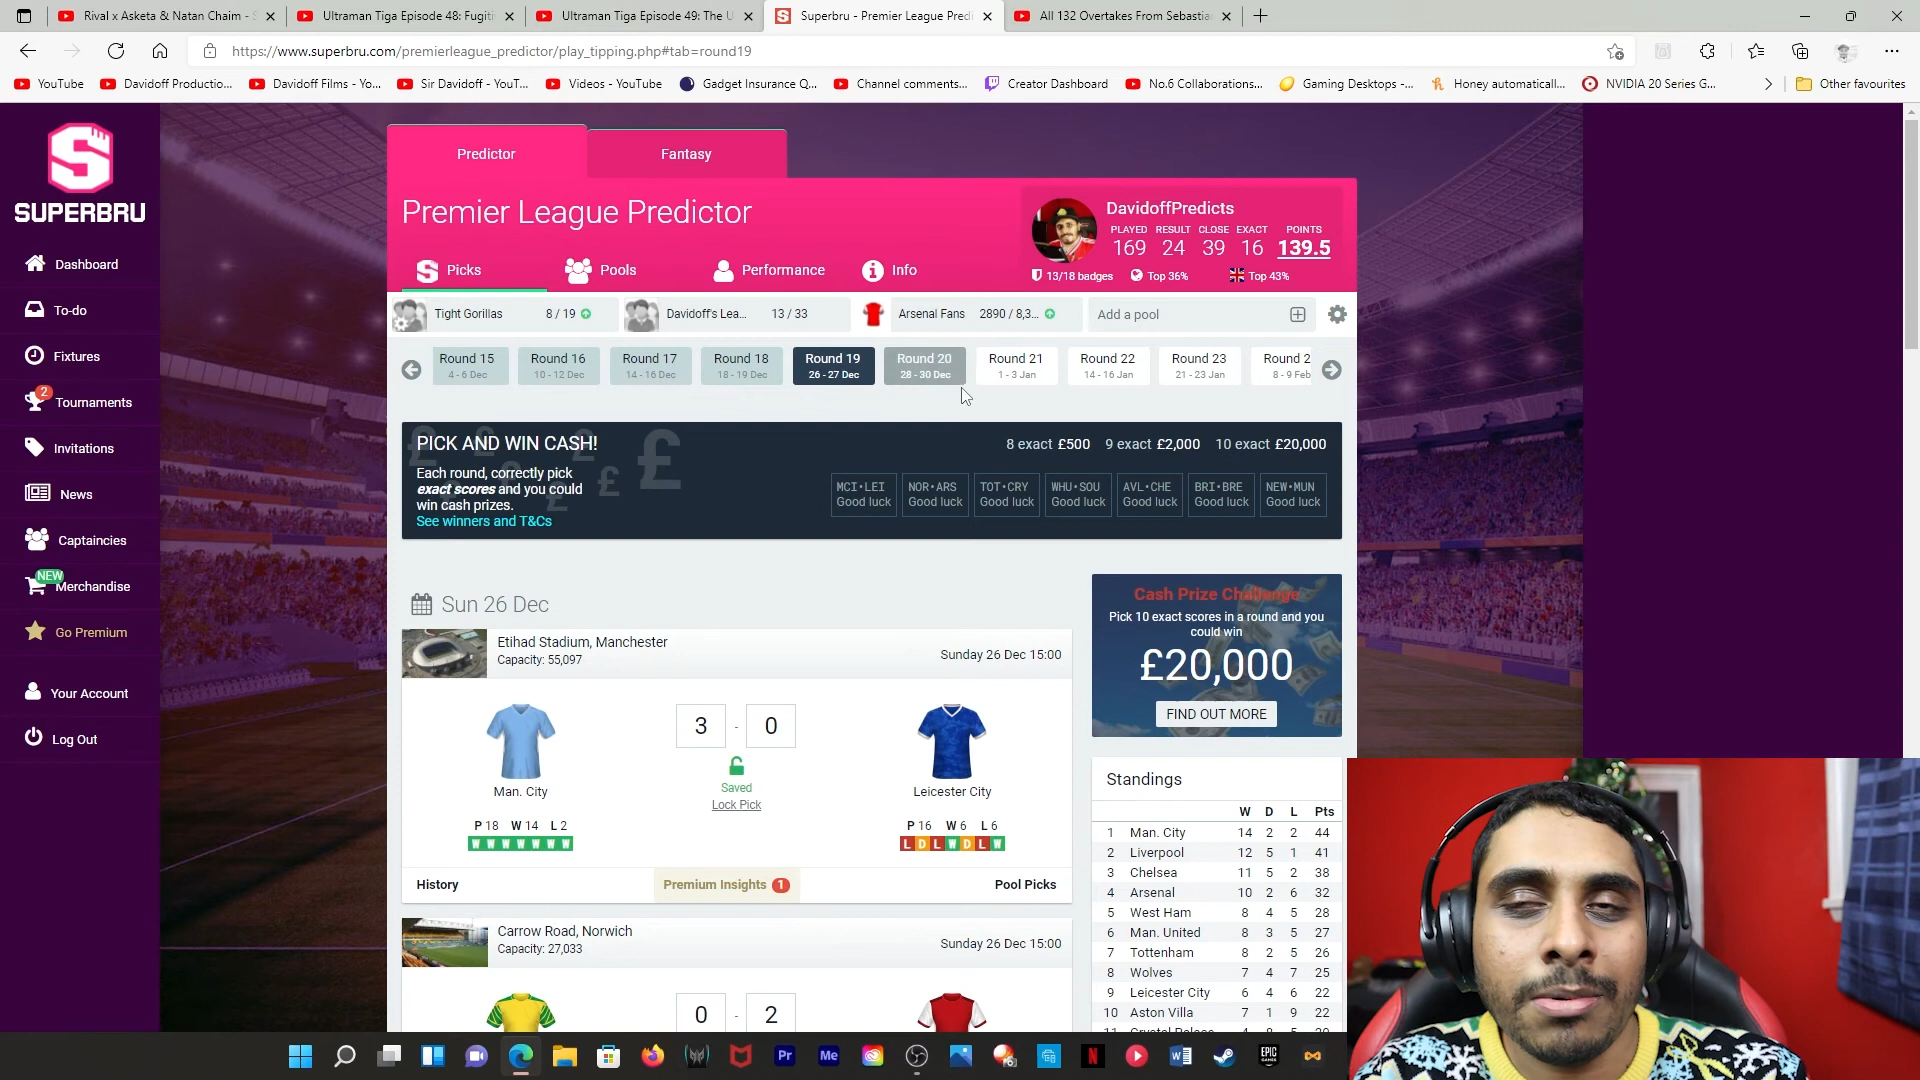 Rival x Asketa & Natan Chaim - S
Ultraman Tiga Episode 48: Fugiti
Ultraman Tiga Episode 49: The U
Superbru - Premier League Predi
All 132 Overtakes From Sebastia
https://www.superbru.com/premierleague_predictor/play_tipping.php#tab=round19
YouTube
Davidoff Productio...
Davidoff Films - Yo...
Sir Davidoff - YouT...
Videos - YouTube
Gadget Insurance Q...
Channel comments...
Creator Dashboard
No.6 Collaborations...
Gaming Desktops -...
Honey automaticall...
NVIDIA 20 Series G...
Other favourites
SUPERBRU
Dashboard
To-do
Fixtures
2
Tournaments
Invitations
News
Captaincies
NEW
Merchandise
Go Premium
Your Account
Log Out
Predictor
Fantasy
Premier League Predictor
DavidoffPredicts
PLAYED RESULT CLOSE EXACT POINTS
169 24 39 16 139.5
13/18 badges Top 36% Top 43%
Picks
Pools
Performance
Info
Tight Gorillas 8 / 19
Davidoff's Lea... 13 / 33
Arsenal Fans 2890 / 8,3...
Add a pool
Round 15
4 - 6 Dec
Round 16
10 - 12 Dec
Round 17
14 - 16 Dec
Round 18
18 - 19 Dec
Round 19
26 - 27 Dec
Round 20
28 - 30 Dec
Round 21
1 - 3 Jan
Round 22
14 - 16 Jan
Round 23
21 - 23 Jan
Round 2
8 - 9 Feb
PICK AND WIN CASH!
Each round, correctly pick
exact scores and you could
win cash prizes.
See winners and T&Cs
8 exact £500 9 exact £2,000 10 exact £20,000
MCI•LEI
Good luck
NOR•ARS
Good luck
TOT•CRY
Good luck
WHU•SOU
Good luck
AVL•CHE
Good luck
BRI•BRE
Good luck
NEW•MUN
Good luck
Sun 26 Dec
Etihad Stadium, Manchester
Capacity: 55,097
Sunday 26 Dec 15:00
3 - 0
Saved
Lock Pick
Man. City
P 18 W 14 L 2
W W W W W W W
Leicester City
P 16 W 6 L 6
L D L W D L W
History
Premium Insights 1
Pool Picks
Carrow Road, Norwich
Capacity: 27,033
Sunday 26 Dec 15:00
0 - 2
Cash Prize Challenge
Pick 10 exact scores in a round and you
could win
£20,000
FIND OUT MORE
Standings
W D L Pts
1 Man. City 14 2 2 44
2 Liverpool 12 5 1 41
3 Chelsea 11 5 2 38
4 Arsenal 10 2 6 32
5 West Ham 8 4 5 28
6 Man. United 8 3 5 27
7 Tottenham 8 2 5 26
8 Wolves 7 4 7 25
9 Leicester City 6 4 6 22
10 Aston Villa 7 1 9 22
11 Crystal Palace 4 8 5 20
Pr
Me
N
W
EPIC
GAMES